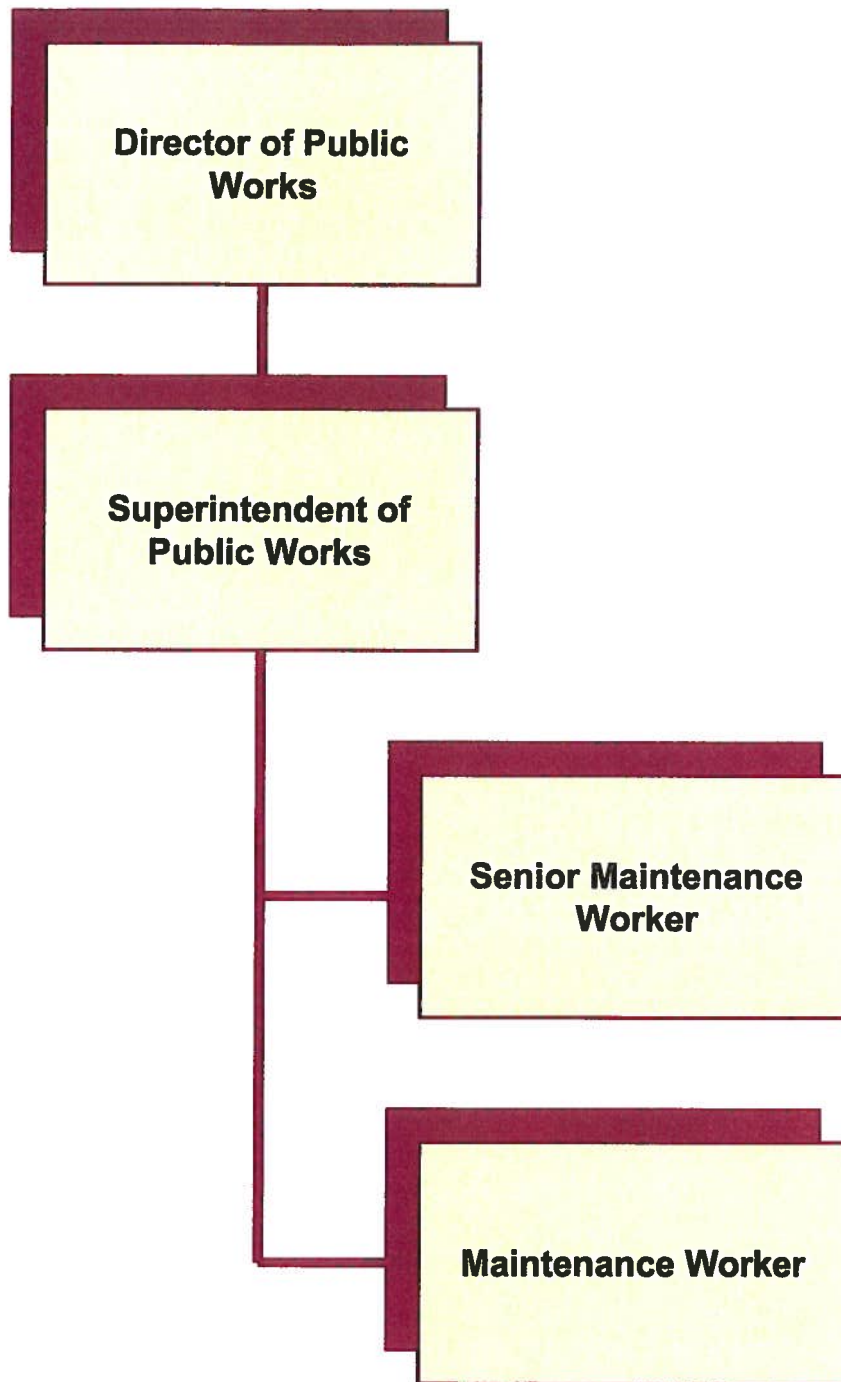 Director of Public
Works
Superintendent of
Public Works
Senior Maintenance
Worker
Maintenance Worker